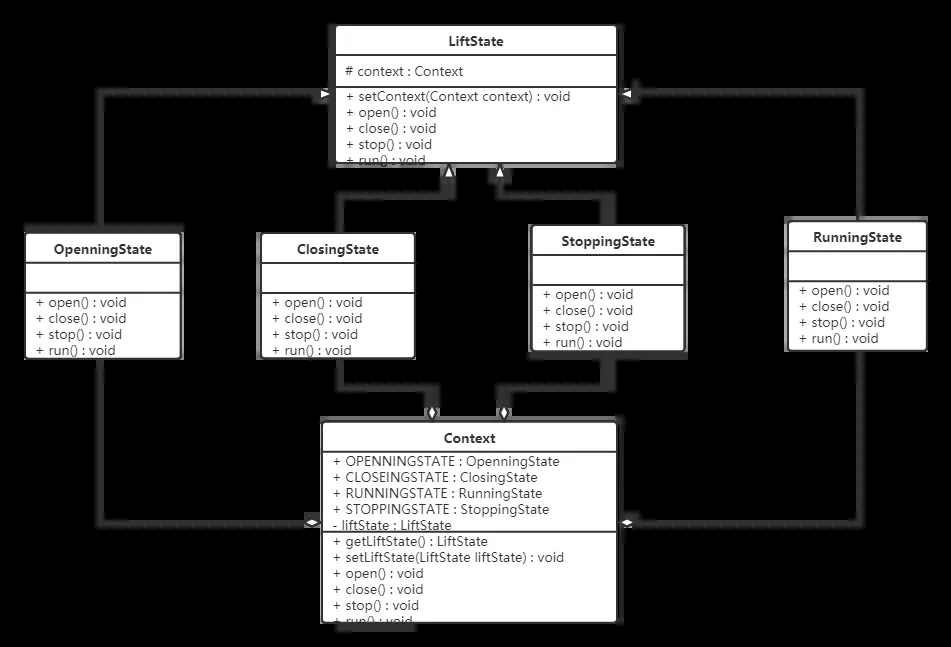 LiftState
# context : Context
+ setContext(Context context) : void
+ open() : void
+ close() : void
+ stop() : void
+ run() : void
OpenningState
+ open() : void
+ close() : void
+ stop() : void
+ run() : void
ClosingState
+ open() : void
+ close() : void
+ stop() : void
+ run() : void
StoppingState
+ open() : void
+ close() : void
+ stop() : void
+ run() : void
RunningState
+ open() : void
+ close() : void
+ stop() : void
+ run() : void
Context
+ OPENNINGSTATE : OpenningState
+ CLOSEINGSTATE : ClosingState
+ RUNNINGSTATE : RunningState
+ STOPPINGSTATE : StoppingState
- liftState : LiftState
+ getLiftState() : LiftState
+ setLiftState(LiftState liftState) : void
+ open() : void
+ close() : void
+ stop() : void
+ run() : void